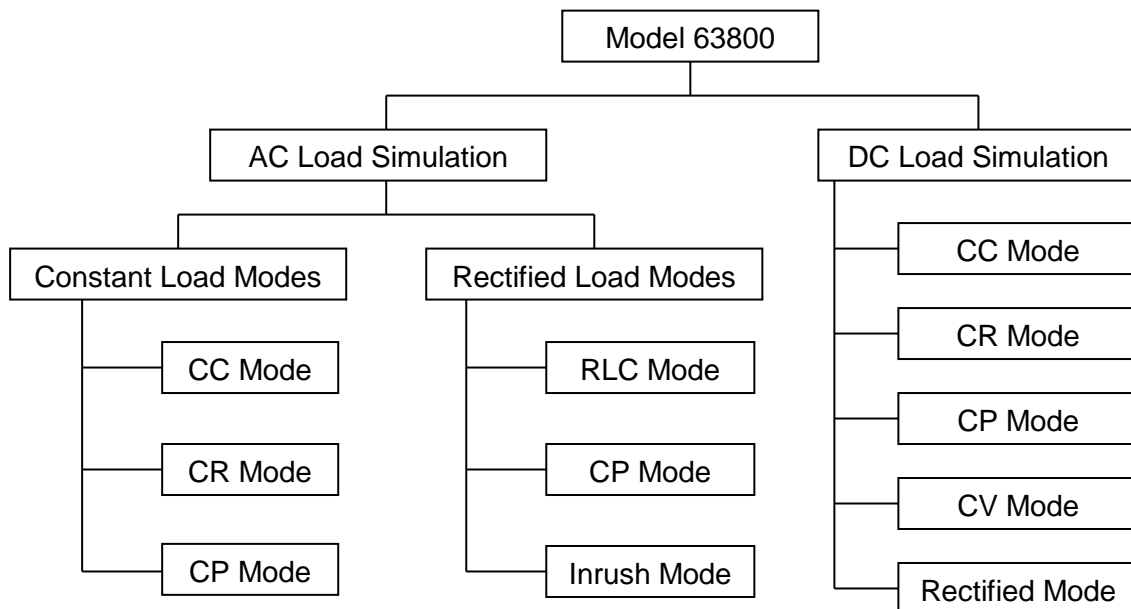 Model 63800
AC Load Simulation
DC Load Simulation
Constant Load Modes
CC Mode
CR Mode
CP Mode
Rectified Load Modes
RLC Mode
CP Mode
Inrush Mode
CC Mode
CR Mode
CP Mode
CV Mode
Rectified Mode